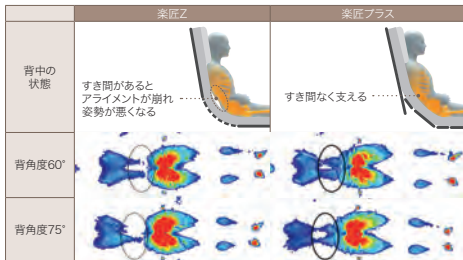 楽匠Z
楽匠プラス
背中の
状態
すき間があると
アライメントが崩れ
姿勢が悪くなる
すき間なく支える
背角度60°
背角度75°